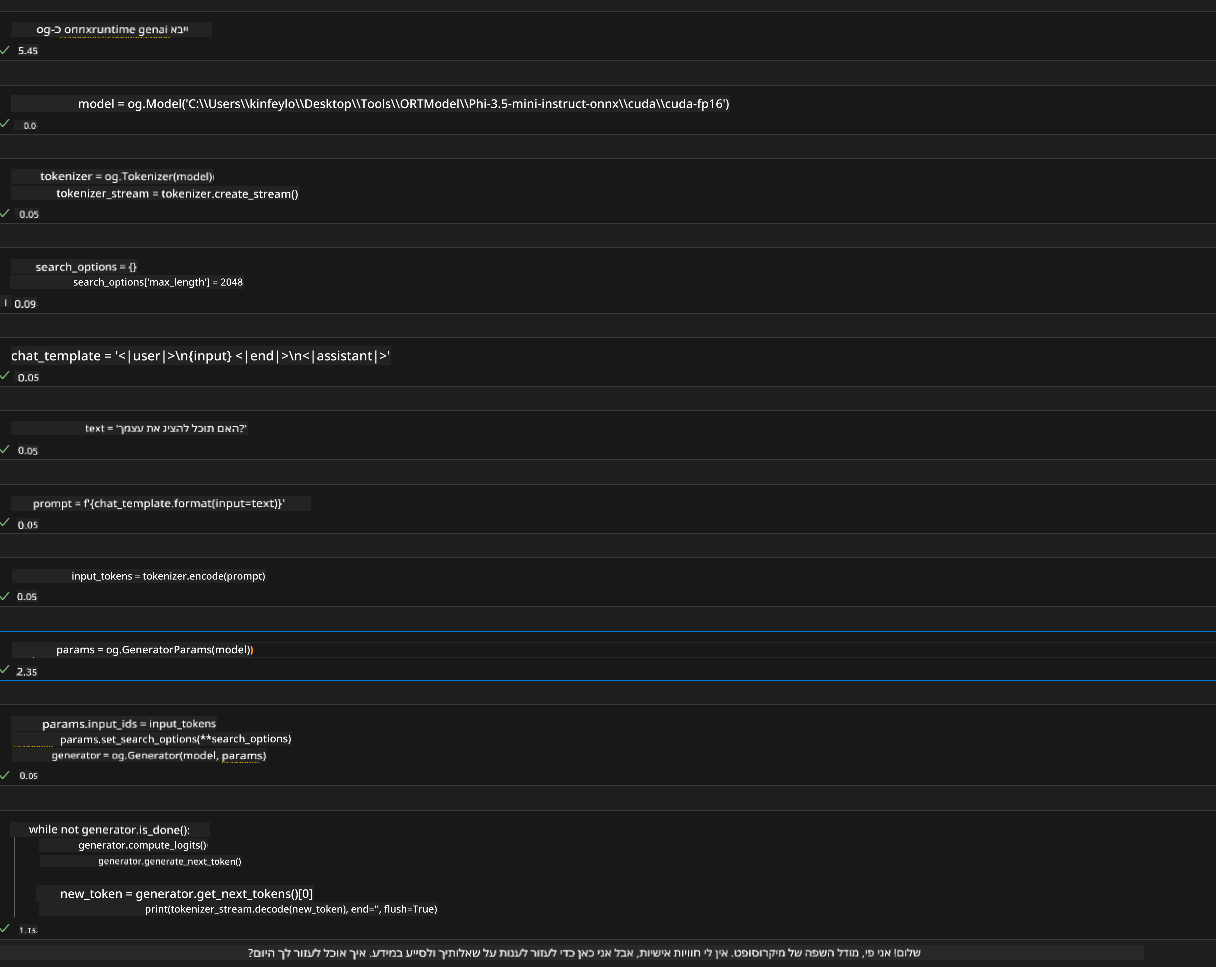 ייבא onnxruntime genai כ-og
5.45
model = og.Model('C:\\Users\\kinfeylo\\Desktop\\Tools\\ORTModel\\Phi-3.5-mini-instruct-onnx\\cuda\\cuda-fp16')
0.0
tokenizer = og.Tokenizer(model)
tokenizer_stream = tokenizer.create_stream()
0.05
search_options = {}
search_options['max_length'] = 2048
0.09
chat_template = '<|user|>\n{input} <|end|>\n<|assistant|>'
0.05
text = 'האם תוכל להציג את עצמך?'
0.05
prompt = f'{chat_template.format(input=text)}'
0.05
input_tokens = tokenizer.encode(prompt)
0.05
params = og.GeneratorParams(model))
2.35
params.input_ids = input_tokens
params.set_search_options(**search_options)
generator = og.Generator(model, params)
0.05
while not generator.is_done():
generator.compute_logits()
generator.generate_next_token()
new_token = generator.get_next_tokens()[0]
print(tokenizer_stream.decode(new_token), end='', flush=True)
1.15
שלום! אני פי, מודל השפה של מיקרוסופט. אין לי חוויות אישיות, אבל אני כאן כדי לעזור לענות על שאלותיך ולסייע במידע. איך אוכל לעזור לך היום?